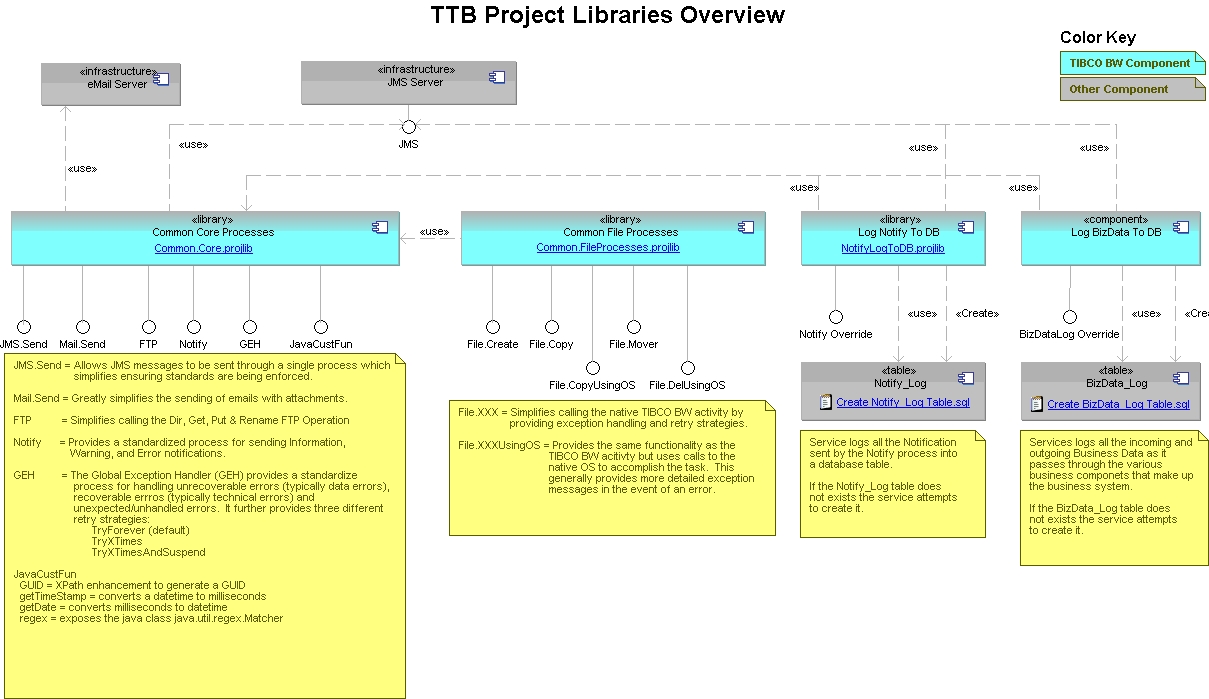 TTB Project Libraries Overview
Color Key
TIBCO BW Component
Other Component
«infrastructure»
eMail Server
«infrastructure»
JMS Server
JMS
«use»
«use»
«use»
«use»
«use»
«use»
«library»
Common Core Processes
Common.Core.projlib
«use»
«library»
Common File Processes
Common.FileProcesses.projlib
«library»
Log Notify To DB
NotifyLogToDB.projlib
«component»
Log BizData To DB
JMS.Send
Mail.Send
FTP
Notify
GEH
JavaCustFun
File.Create
File.Copy
File.Mover
File.CopyUsingOS
File.DelUsingOS
Notify Override
«use»
«Create»
BizDataLog Override
«use»
«Cre
«table»
Notify_Log
Create Notify_Log Table.sql
«table»
BizData_Log
Create BizData_Log Table.sql
JMS.Send = Allows JMS messages to be sent through a single process which
simplifies ensuring standards are being enforced.
Mail.Send = Greatly simplifies the sending of emails with attachments.
FTP = Simplifies calling the Dir, Get, Put & Rename FTP Operation
Notify = Provides a standardized process for sending Information,
Warning, and Error notifications.
GEH = The Global Exception Handler (GEH) provides a standardize
process for handling unrecoverable errors (typically data errors),
recoverable errros (typically technical errors) and
unexpected/unhandled errors. It further provides three different
retry strategies:
TryForever (default)
TryXTimes
TryXTimesAndSuspend
JavaCustFun
GUID = XPath enhancement to generate a GUID
getTimeStamp = converts a datetime to milliseconds
getDate = converts milliseconds to datetime
regex = exposes the java class java.util.regex.Matcher
File.XXX = Simplifies calling the native TIBCO BW activity by
providing exception handling and retry strategies.
File.XXXUsingOS = Provides the same functionality as the
TIBCO BW acitivty but uses calls to the
native OS to accomplish the task. This
generally provides more detailed exception
messages in the event of an error.
Service logs all the Notification
sent by the Notify process into
a database table.
If the Notify_Log table does
not exists the service attempts
to create it.
Services logs all the incoming and
outgoing Business Data as it
passes through the various
business componets that make up
the business system.
If the BizData_Log table does
not exists the service attempts
to create it.